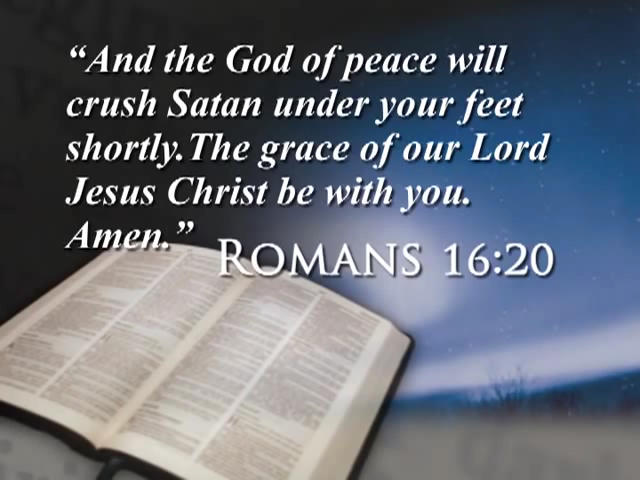 “And the God of peace will
crush Satan under your feet
shortly.The grace of our Lord
Jesus Christ be with you.
Amen.”
ROMANS 16:20